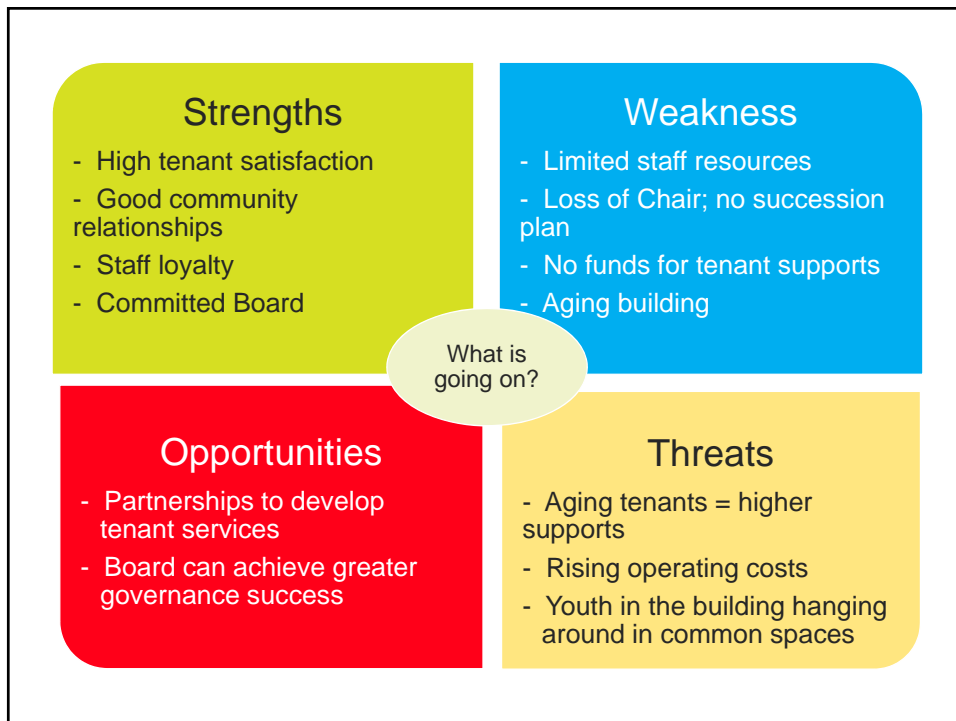 Strengths
- High tenant satisfaction
- Good community
relationships
- Staff loyalty
- Committed Board
Weakness
- Limited staff resources
- Loss of Chair; no succession
plan
- No funds for tenant supports
- Aging building
What is
going on?
Opportunities
- Partnerships to develop
tenant services
- Board can achieve greater
governance success
Threats
- Aging tenants = higher
supports
- Rising operating costs
- Youth in the building hanging
around in common spaces